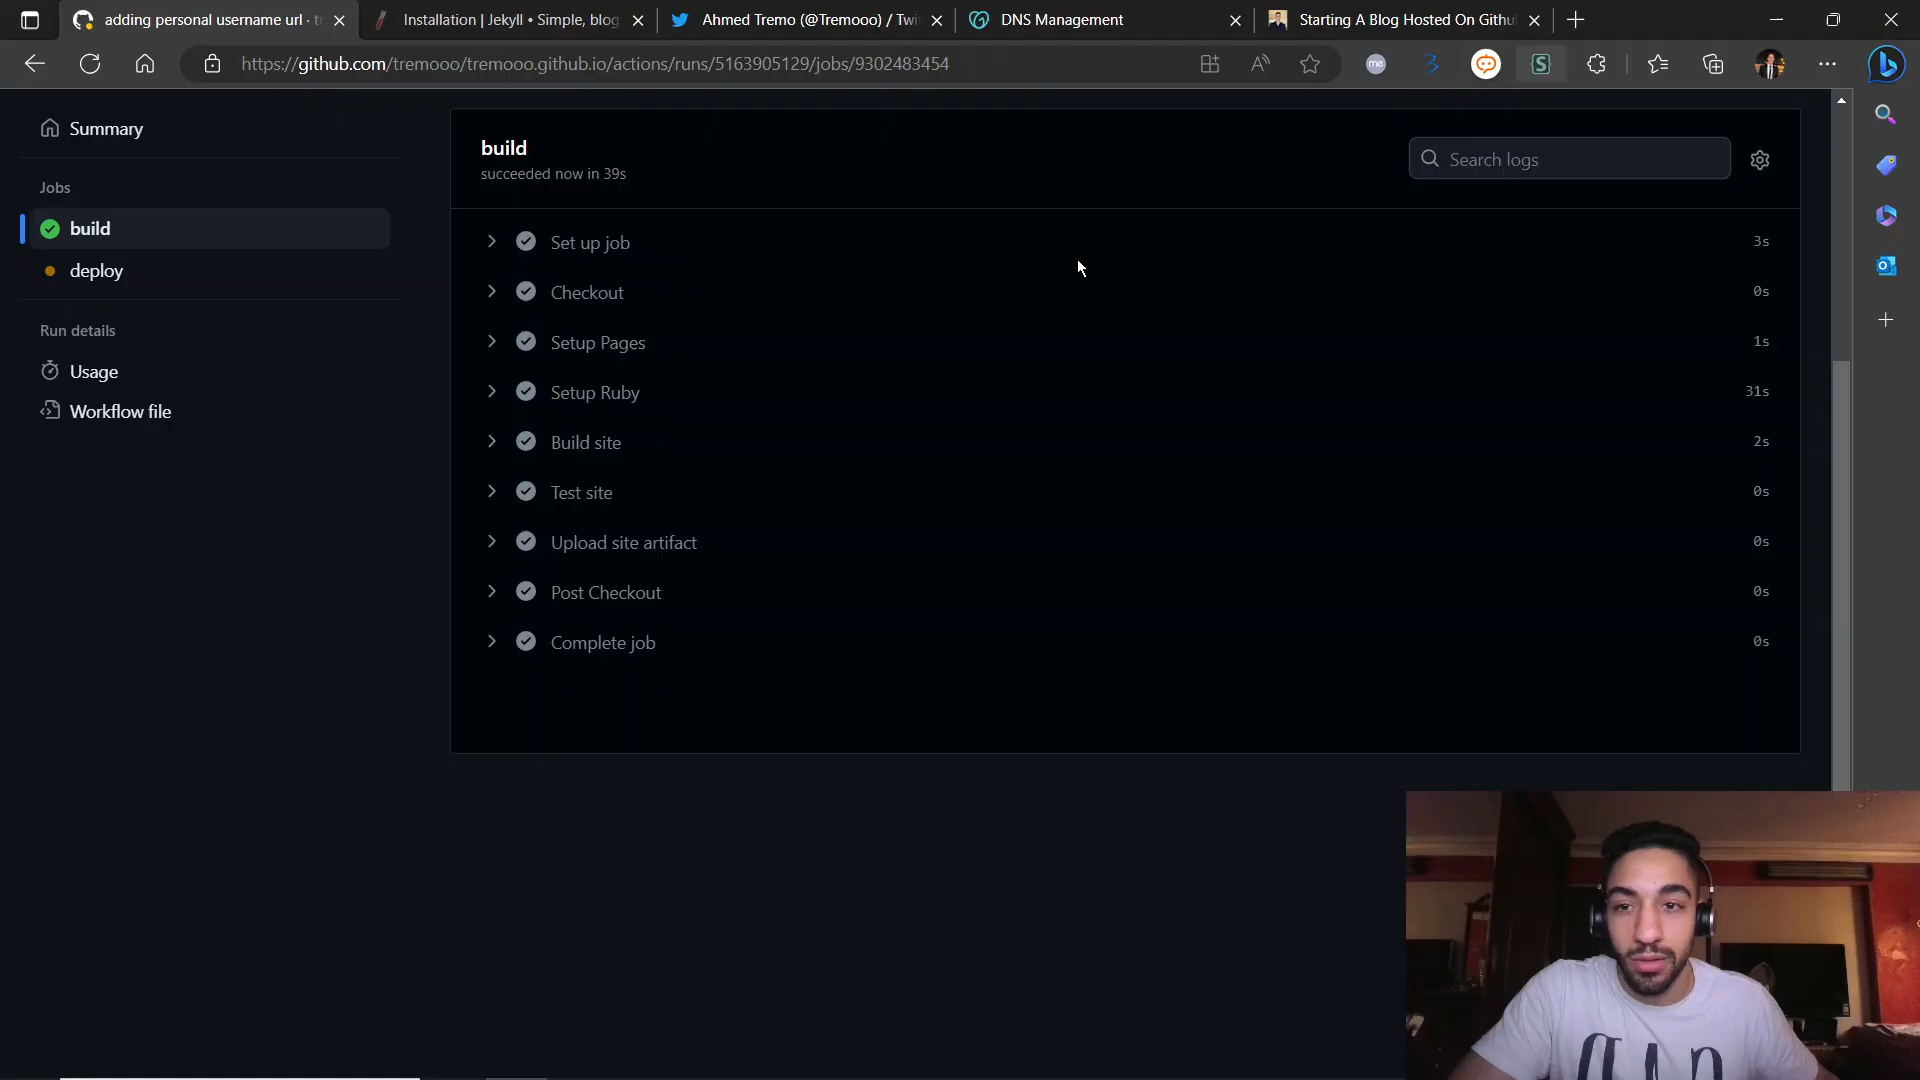 adding personal username url · t
Installation | Jekyll • Simple, blog
Ahmed Tremo (@Tremooo) / Twi
DNS Management
Starting A Blog Hosted On Githu
https://github.com/tremooo/tremooo.github.io/actions/runs/5163905129/jobs/9302483454
Summary
Jobs
build
deploy
Run details
Usage
Workflow file
build
succeeded now in 39s
Search logs
Set up job 3s
Checkout 0s
Setup Pages 1s
Setup Ruby 31s
Build site 2s
Test site 0s
Upload site artifact 0s
Post Checkout 0s
Complete job 0s